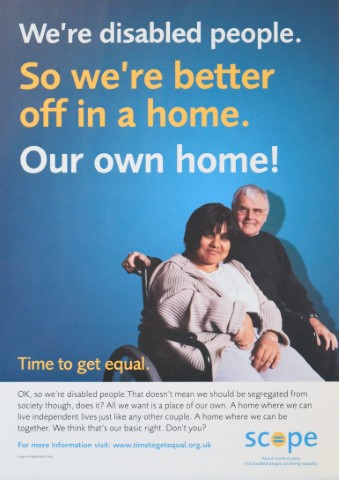 We're disabled people.
So we're better
off in a home.
Our own home!
Time to get equal.
OK, so we're disabled people.That doesn't mean we should be segregated from
society though, does it? All we want is a place of our own. A home where we can
live independent lives just like any other couple. A home where we can be
together. We think that's our basic right. Don't you?
For more information visit: www.timetogetequal.org.uk
scope
About cerebral palsy.
For disabled people achieving equality.